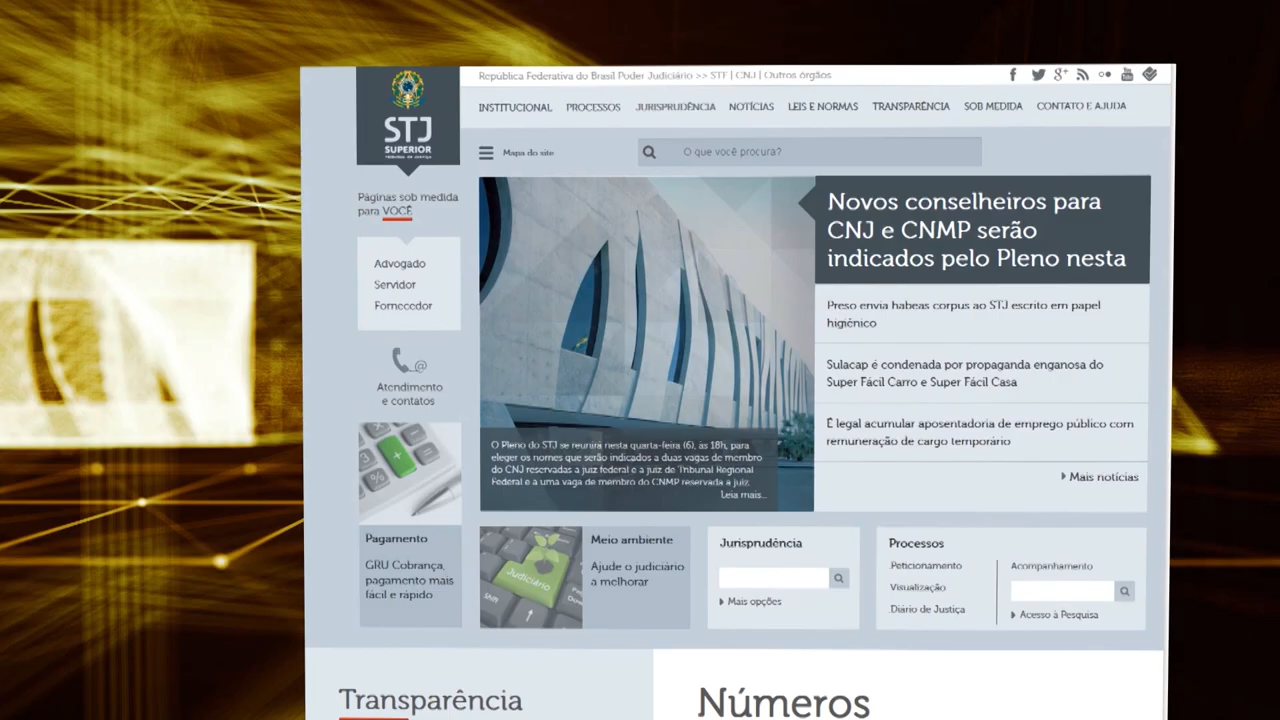 República Federativa do Brasil Poder Judiciário >> STF | CNJ | Outros órgãos
STJ
SUPERIOR
TRIBUNAL DE JUSTIÇA
INSTITUCIONAL PROCESSOS JURISPRUDÊNCIA NOTÍCIAS LEIS E NORMAS TRANSPARÊNCIA SOB MEDIDA CONTATO E AJUDA
Mapa do site
O que você procura?
Páginas sob medida
para VOCÊ
Advogado
Servidor
Fornecedor
Atendimento
e contatos
Pagamento
GRU Cobrança,
pagamento mais
fácil e rápido
Novos conselheiros para
CNJ e CNMP serão
indicados pelo Pleno nesta
O Pleno do STJ se reunirá nesta quarta-feira (6), às 18h, para
eleger os nomes que serão indicados a duas vagas de membro
do CNJ reservadas a juiz federal e a juiz de Tribunal Regional
Federal e a uma vaga de membro do CNMP reservada a juiz.
Leia mais...
Preso envia habeas corpus ao STJ escrito em papel
higiênico
Sulacap é condenada por propaganda enganosa do
Super Fácil Carro e Super Fácil Casa
É legal acumular aposentadoria de emprego público com
remuneração de cargo temporário
Mais notícias
Judiciário
Shift
Meio ambiente
Ajude o judiciário
a melhorar
Jurisprudência
Mais opções
Processos
Peticionamento
Visualização
Diário de Justiça
Acompanhamento
Acesso à Pesquisa
Transparência
Números